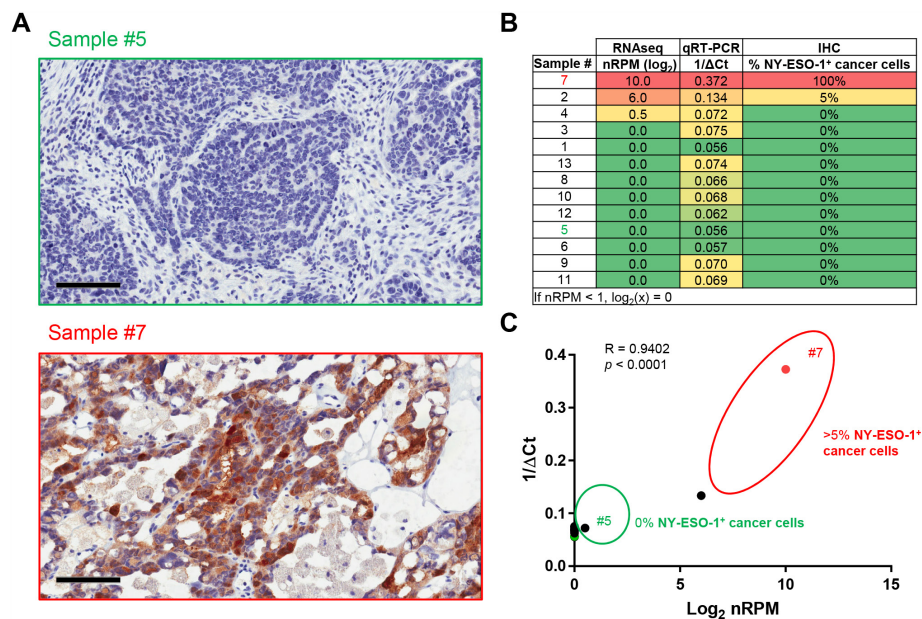 A
Sample #5
Sample #7
B
RNAseq qRT-PCR IHC
Sample # nRPM (log2) 1/ΔCt % NY-ESO-1+ cancer cells
7 10.0 0.372 100%
2 6.0 0.134 5%
4 0.5 0.072 0%
3 0.0 0.075 0%
1 0.0 0.056 0%
13 0.0 0.074 0%
8 0.0 0.066 0%
10 0.0 0.068 0%
12 0.0 0.062 0%
5 0.0 0.056 0%
6 0.0 0.057 0%
9 0.0 0.070 0%
11 0.0 0.069 0%
If nRPM < 1, log2(x) = 0
C
R = 0.9402
p < 0.0001
#7
>5% NY-ESO-1+
cancer cells
#5 0% NY-ESO-1+ cancer cells
1/ΔCt
0.4
0.3
0.2
0.1
0.0
0 5 10 15
Log2 nRPM